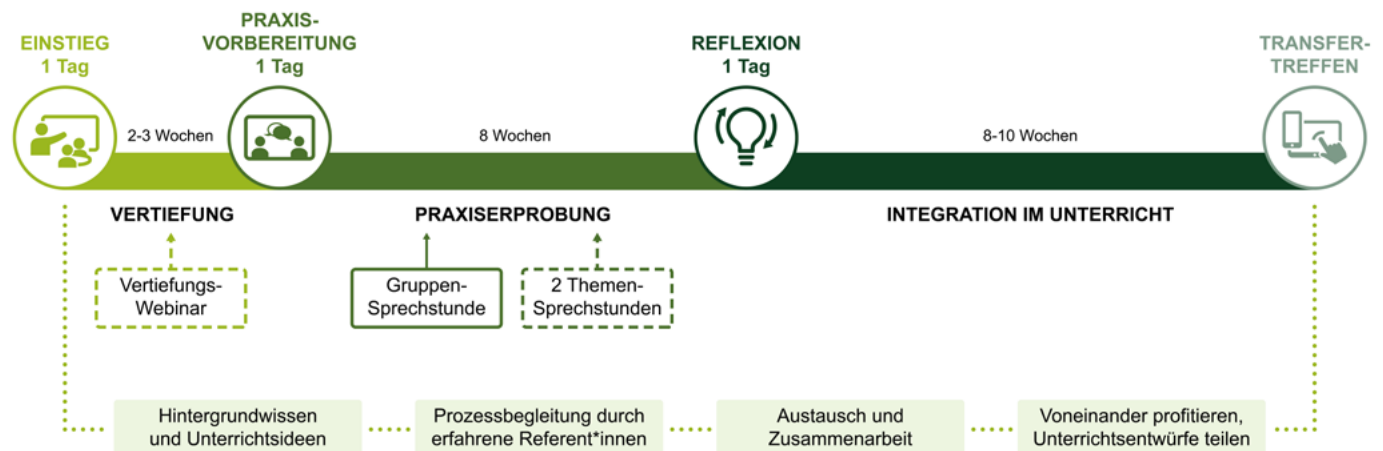 EINSTIEG
1 Tag
PRAXIS-
VORBEREITUNG
1 Tag
REFLEXION
1 Tag
TRANSFER-
TREFFEN
2-3 Wochen
8 Wochen
8-10 Wochen
VERTIEFUNG
PRAXISERPROBUNG
INTEGRATION IM UNTERRICHT
Vertiefungs-
Webinar
Gruppen-
Sprechstunde
2 Themen-
Sprechstunden
Hintergrundwissen
und Unterrichtsideen
Prozessbegleitung durch
erfahrene Referent*innen
Austausch und
Zusammenarbeit
Voneinander profitieren,
Unterrichtsentwürfe teilen